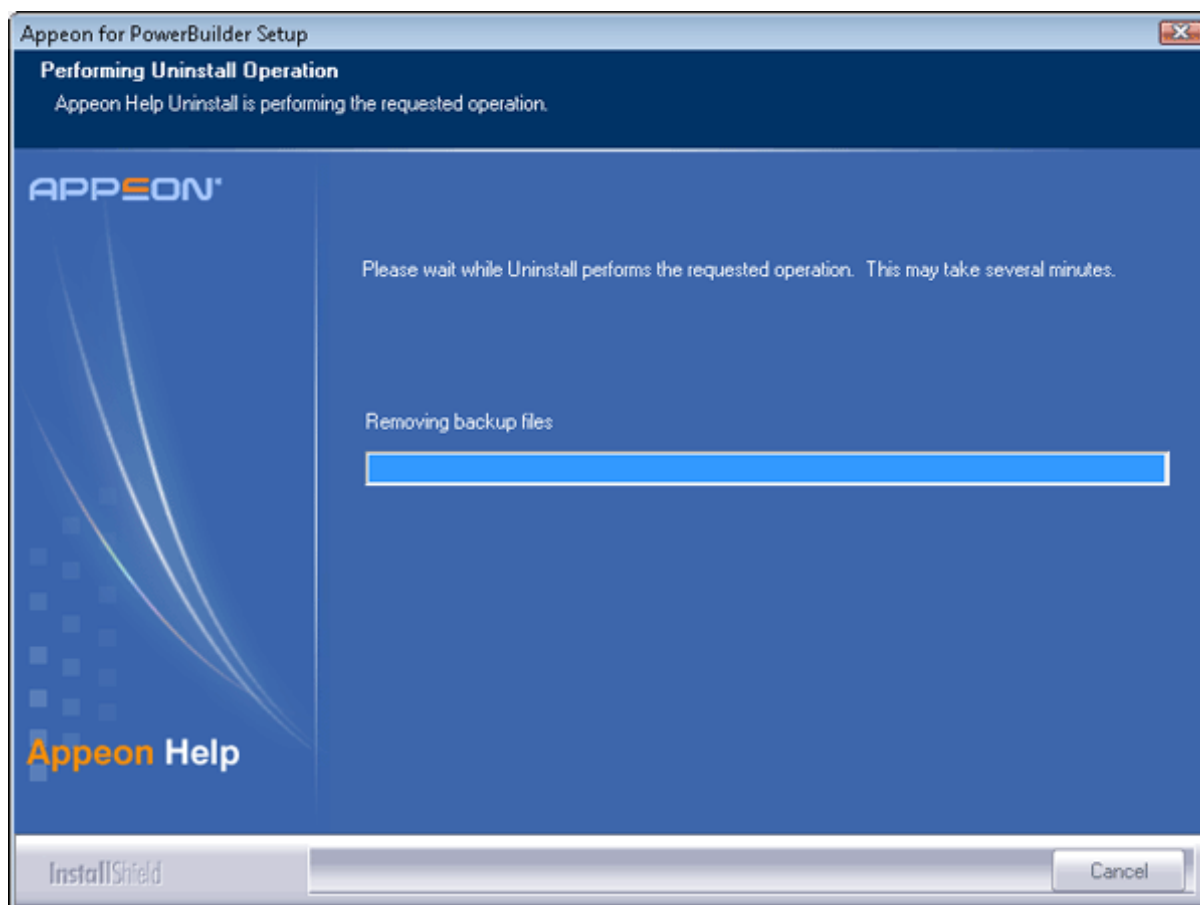 Appeon for PowerBuilder Setup
Performing Uninstall Operation
Appeon Help Uninstall is performing the requested operation.
APPEON
Please wait while Uninstall performs the requested operation.  This may take several minutes.
Removing backup files
Appeon Help
InstallShield
Cancel